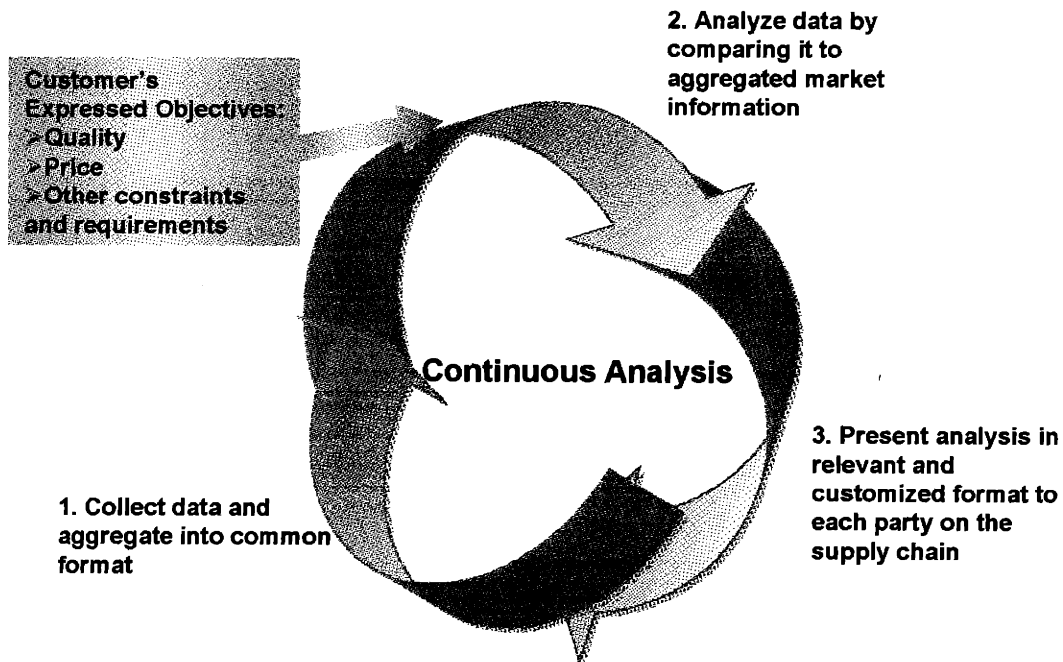 Customer's
Expressed Objectives:
➢Quality
➢Price
➢Other constraints
and requirements
2. Analyze data by
comparing it to
aggregated market
information
Continuous Analysis
1. Collect data and
aggregate into common
format
3. Present analysis in
relevant and
customized format to
each party on the
supply chain